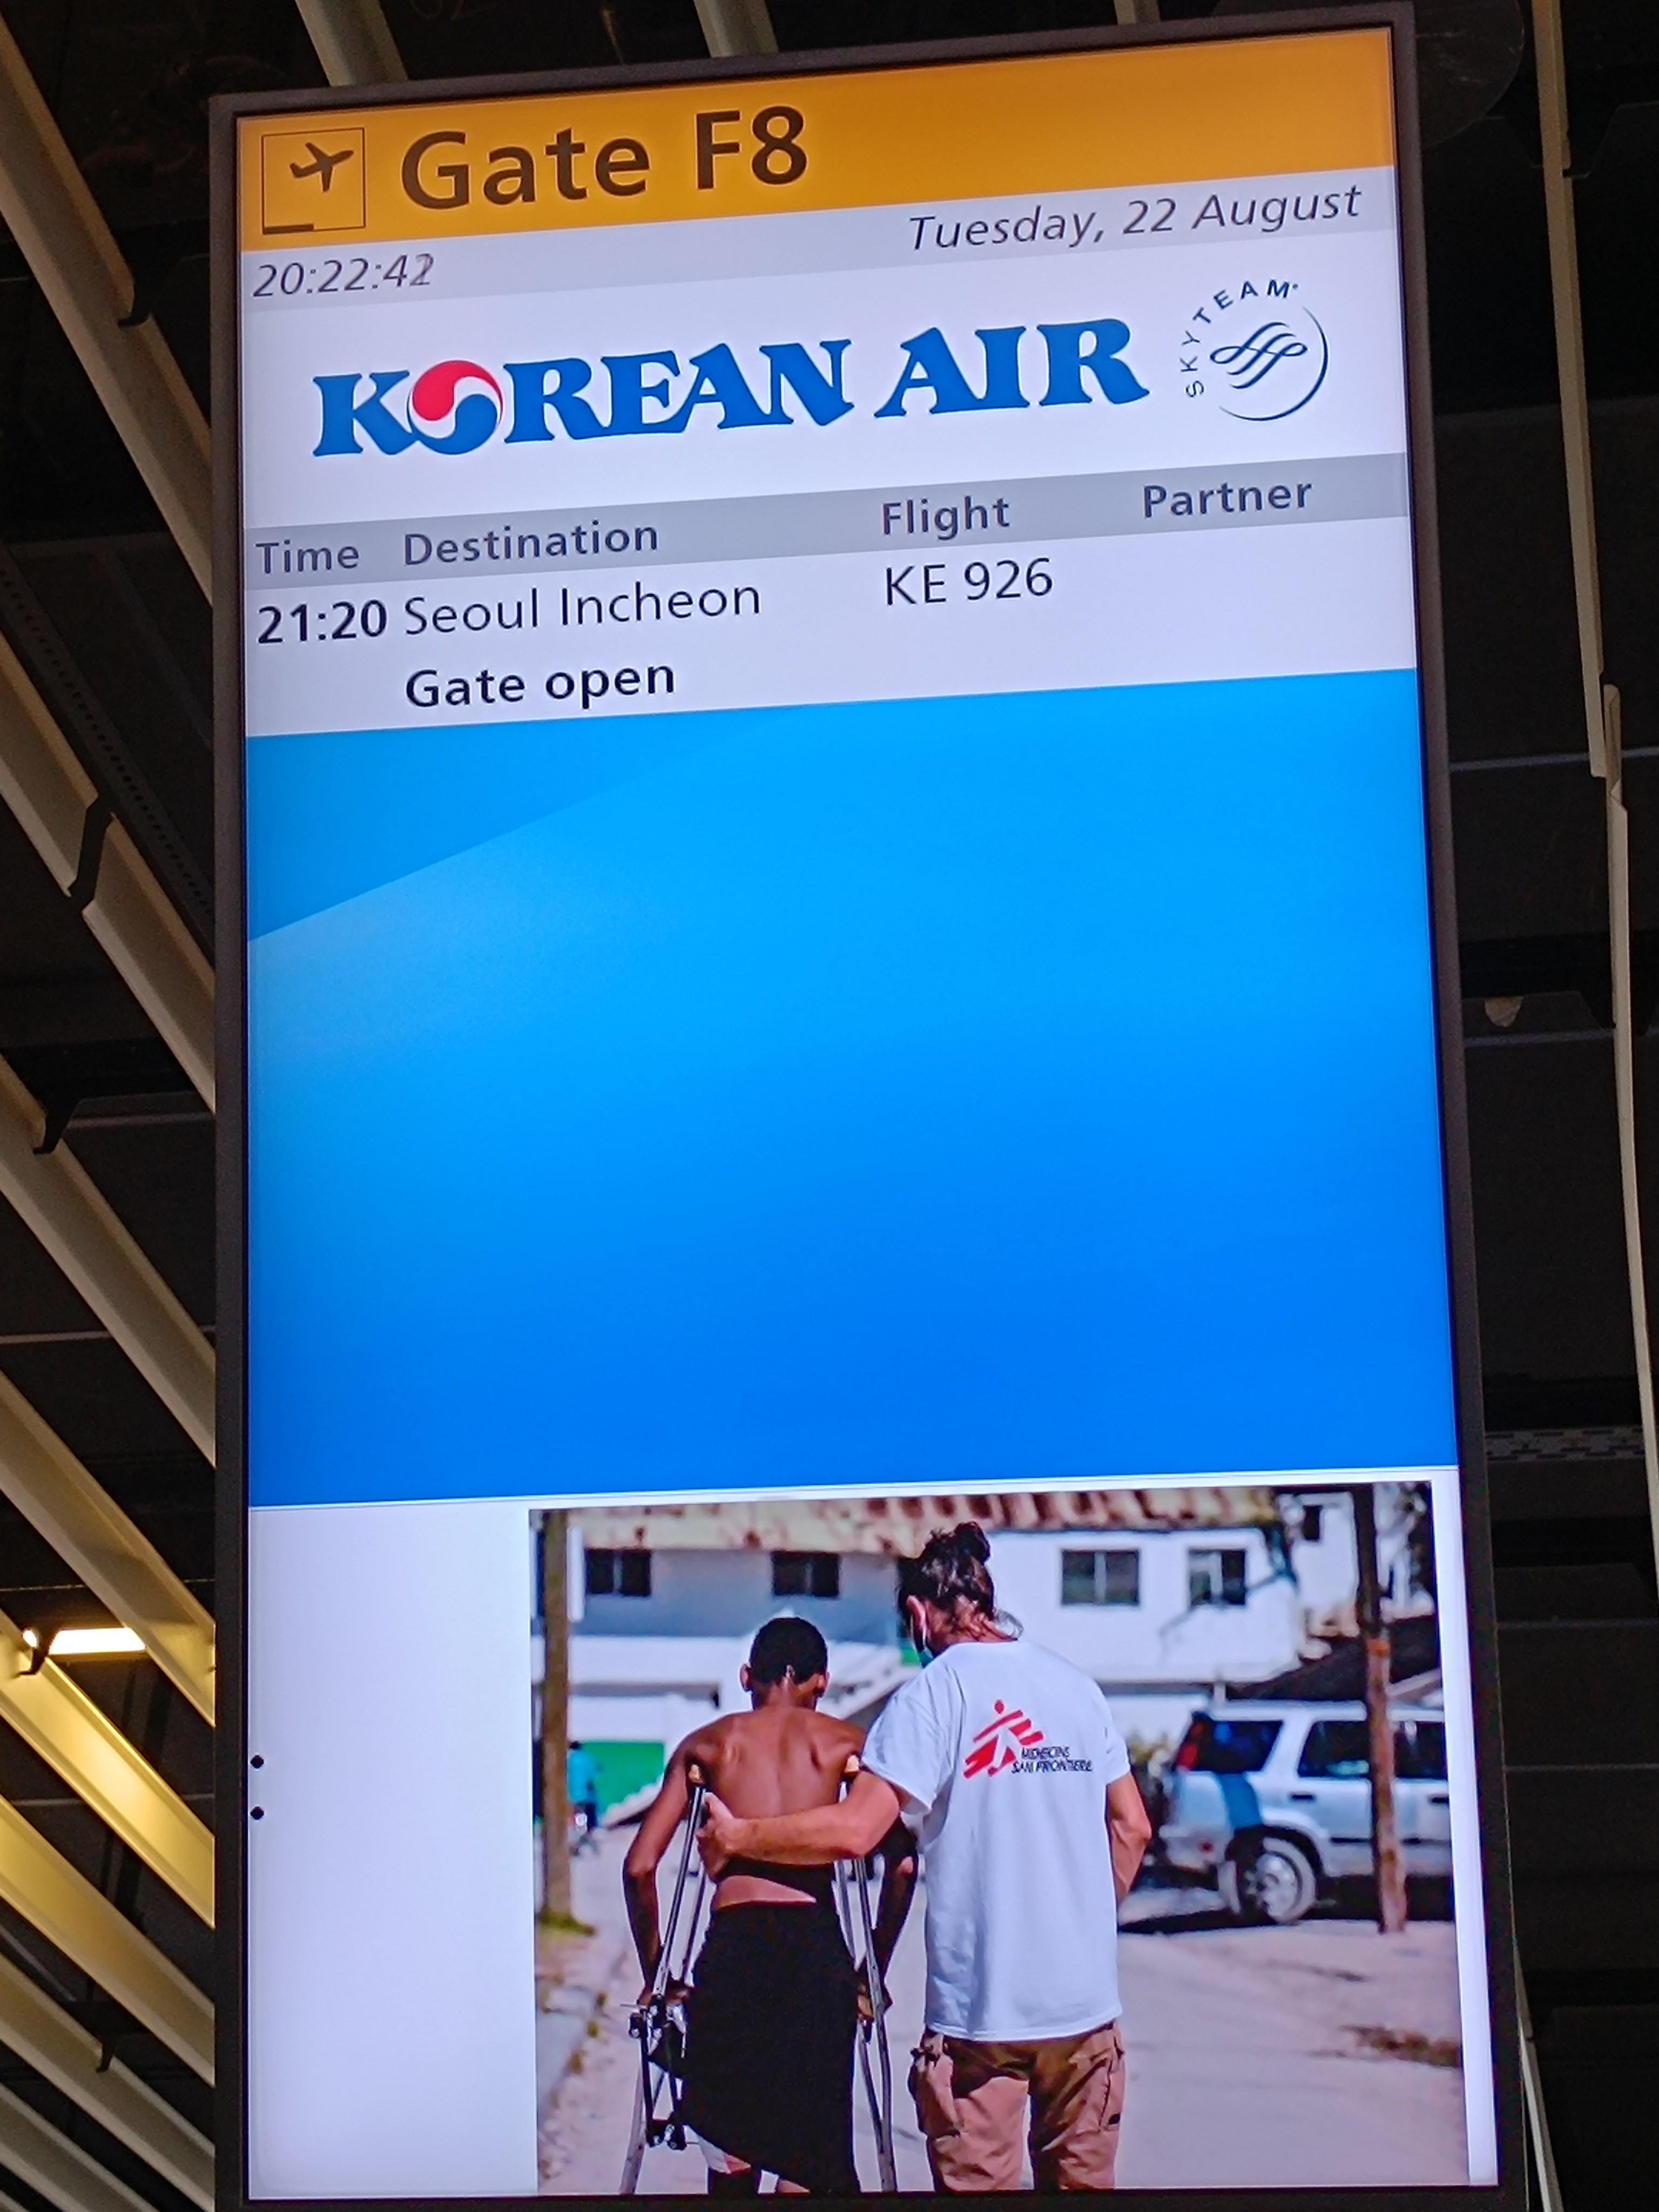 Gate F8
Tuesday, 22 August
20:22:42
KOREAN AIR
SKYTEAM
Time Destination Flight Partner
21:20 Seoul Incheon KE 926
Gate open
MEDECINS
SANS FRONTIERES